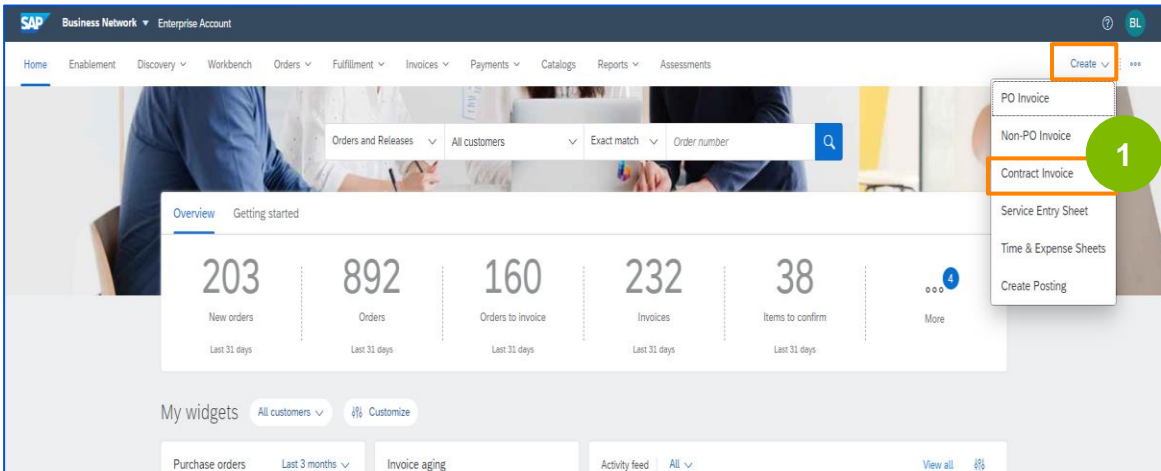 SAP Business Network Enterprise Account BL
Home Enablement Discovery Workbench Orders Fulfillment Invoices Payments Catalogs Reports Assessments Create
PO Invoice
Non-PO Invoice
1
Contract Invoice
Service Entry Sheet
Time & Expense Sheets
Create Posting
Orders and Releases All customers Exact match Order number
Overview Getting started
203 892 160 232 38 4
New orders Orders Orders to invoice Invoices Items to confirm More
Last 31 days Last 31 days Last 31 days Last 31 days Last 31 days
My widgets All customers Customize
Purchase orders Last 3 months Invoice aging Activity feed All View all